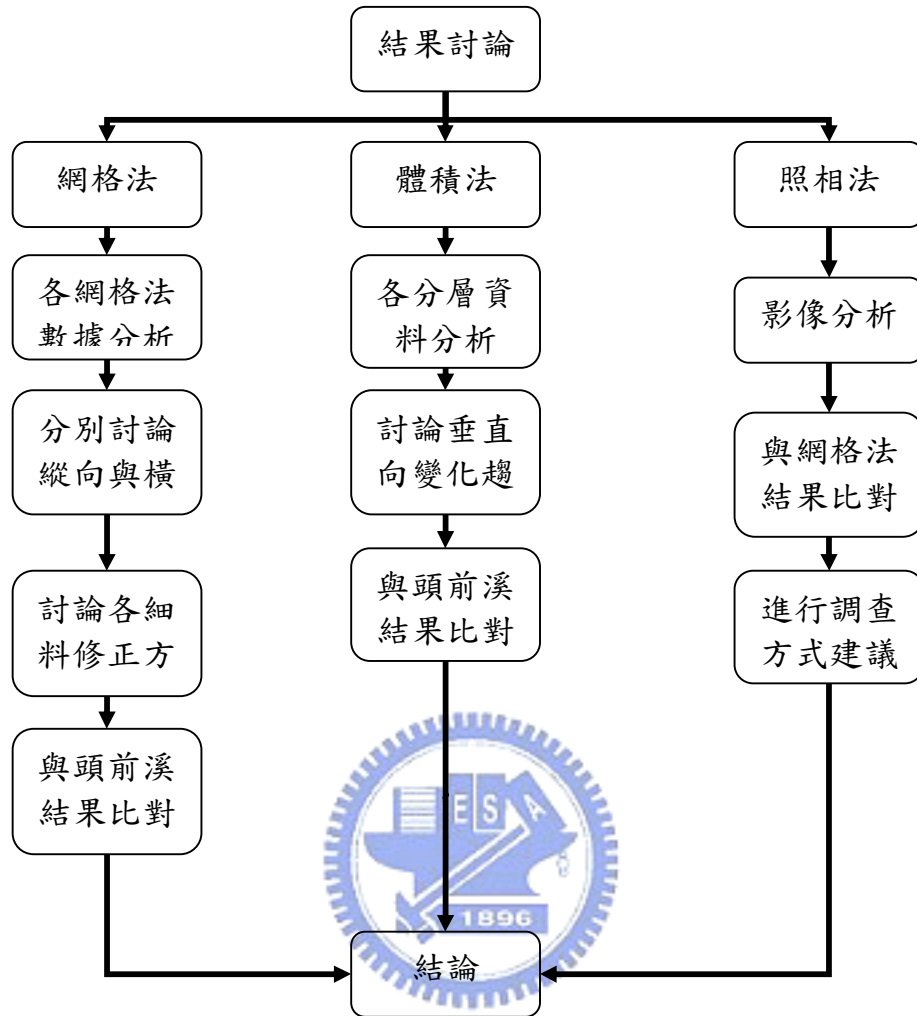 結果討論
網格法
各網格法
數據分析
分別討論
縱向與橫
討論各細
料修正方
與頭前溪
結果比對
體積法
各分層資
料分析
討論垂直
向變化趨
與頭前溪
結果比對
照相法
影像分析
與網格法
結果比對
進行調查
方式建議
ESA
1896
結論